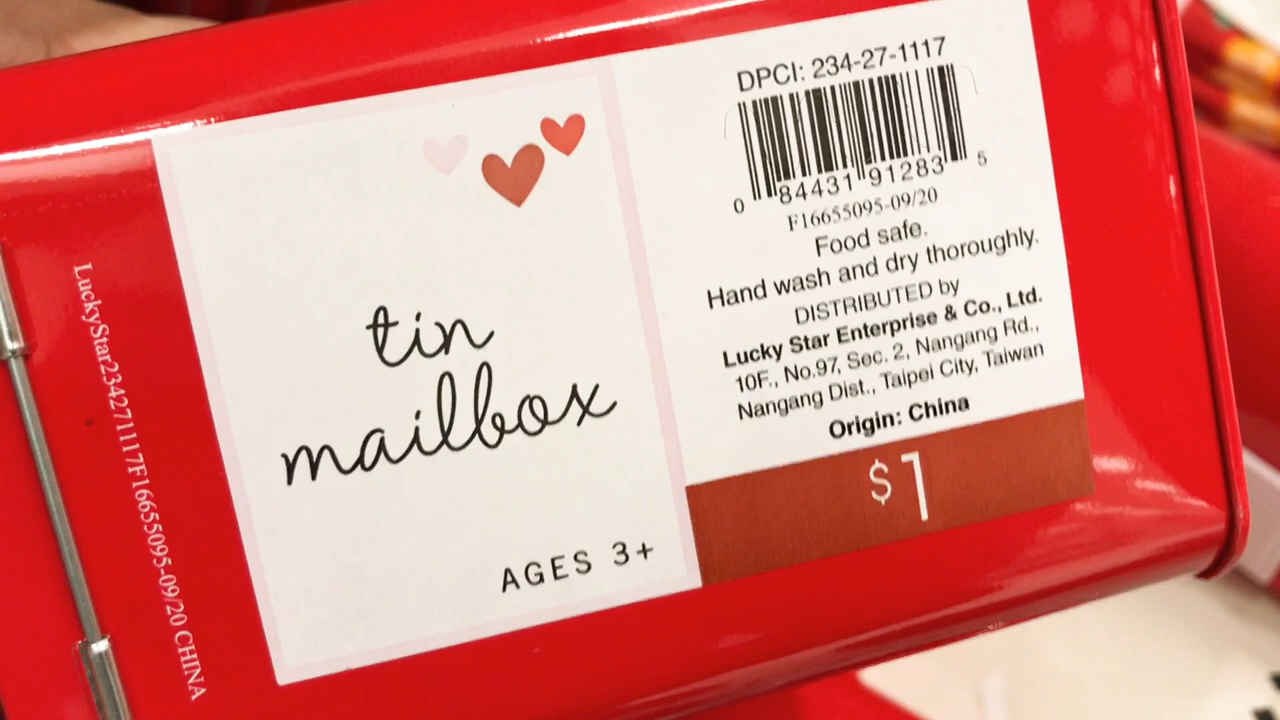 LuckyStar234271117F16655095-09/20 CHINA
tin
mailbox
AGES 3+
DPCI: 234-27-1117
0 84431 91283 5
F16655095-09/20
Food safe.
Hand wash and dry thoroughly.
DISTRIBUTED by
Lucky Star Enterprise & Co., Ltd.
10F., No.97, Sec. 2, Nangang Rd.,
Nangang Dist., Taipei City, Taiwan
Origin: China
$1